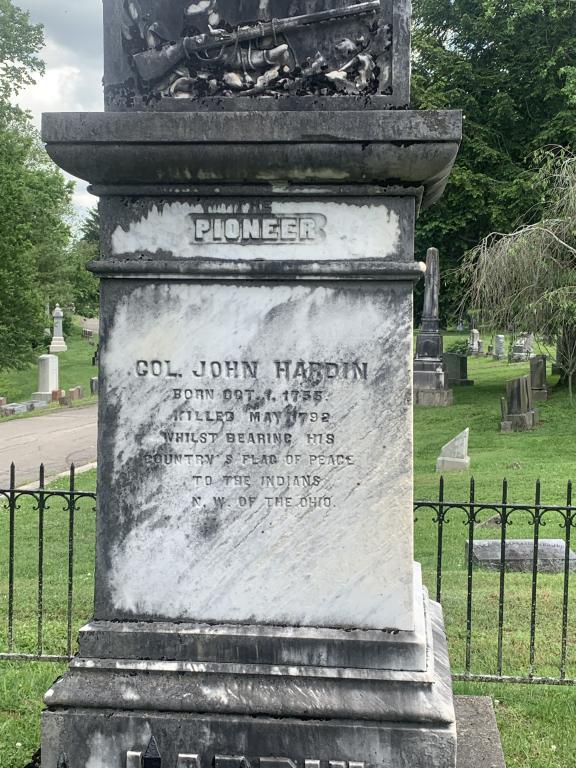 PIONEER
COL. JOHN HARDIN
BORN OCT. 1, 1755.
KILLED MAY, 1792
WHILST BEARING HIS
COUNTRY'S FLAG OF PEACE
TO THE INDIANS
N. W. OF THE OHIO.